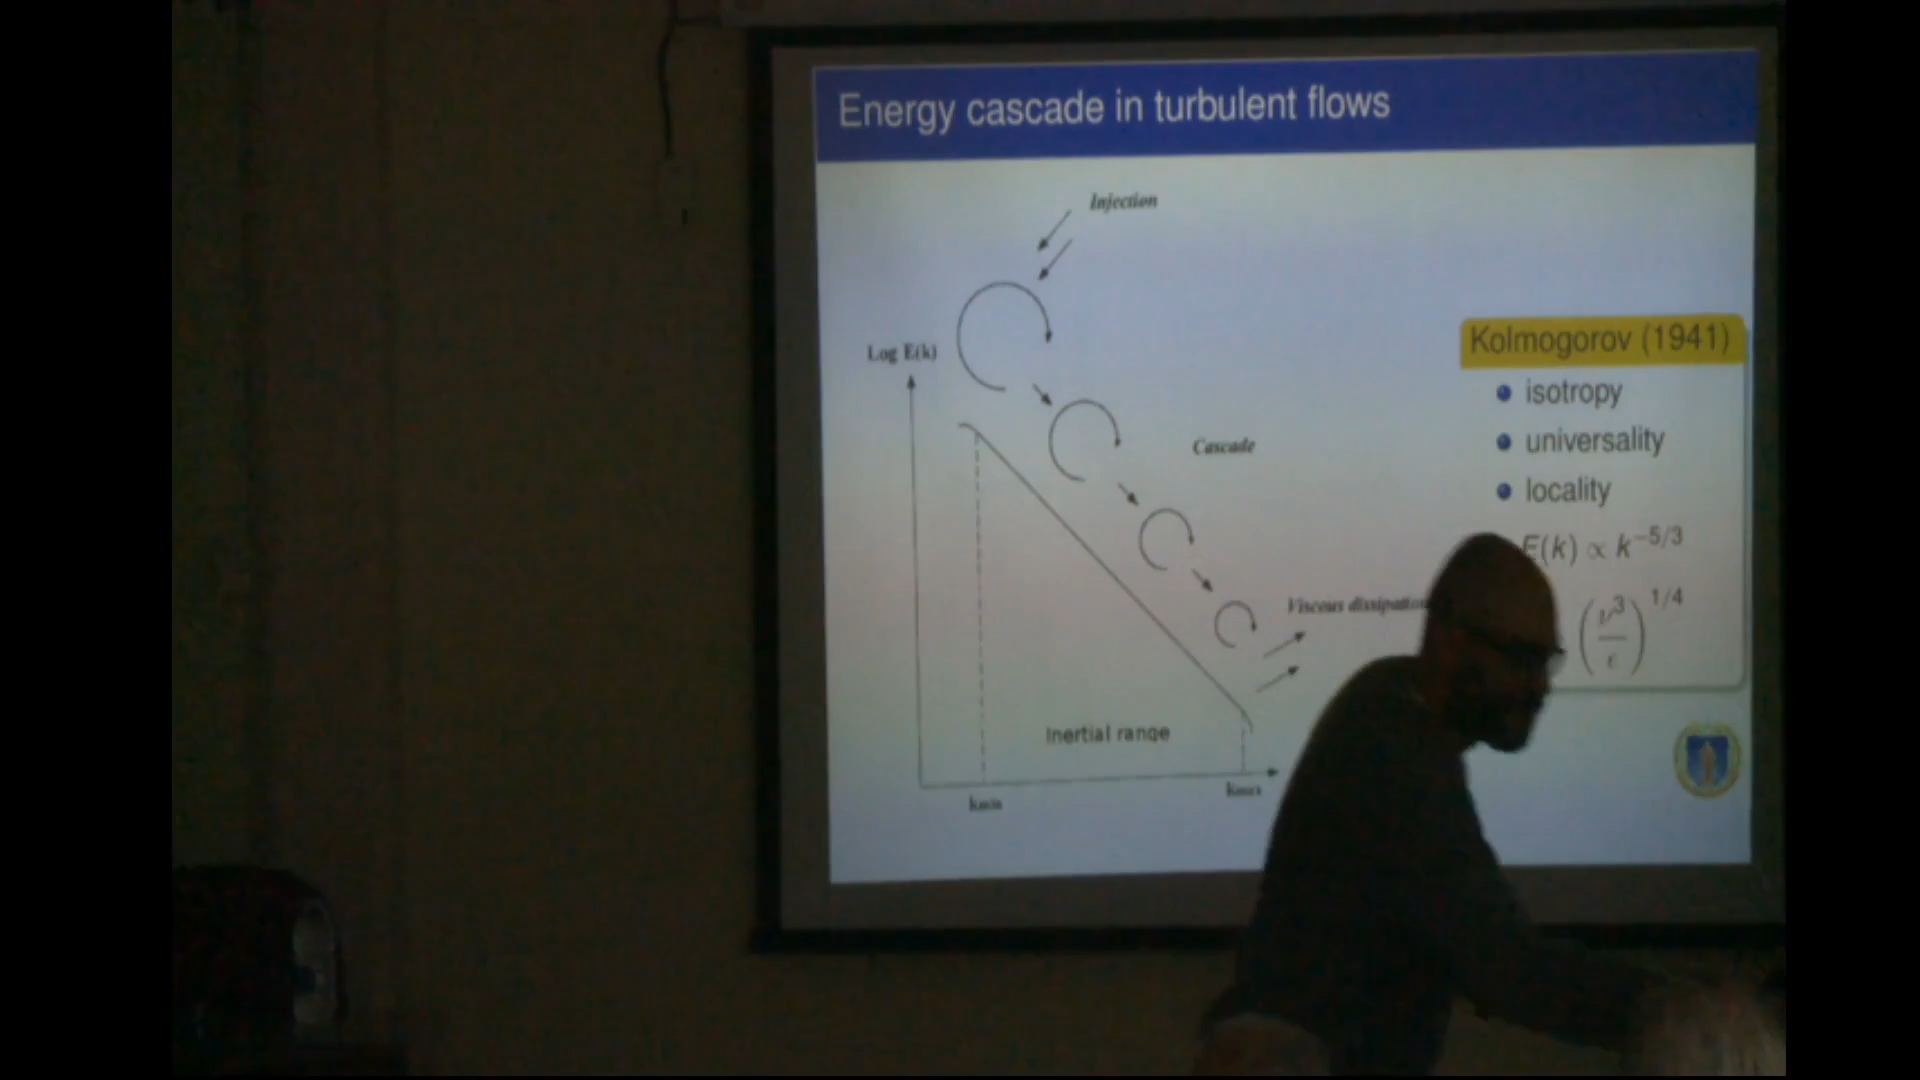 Energy cascade in turbulent flows
Injection
Log E(k)
Cascade
Viscous dissipation
Inertial range
kmin
kmax
Kolmogorov (1941)
isotropy
universality
locality
E(k) ∝ k^{-5/3}
(ν^3/ε)^{1/4}